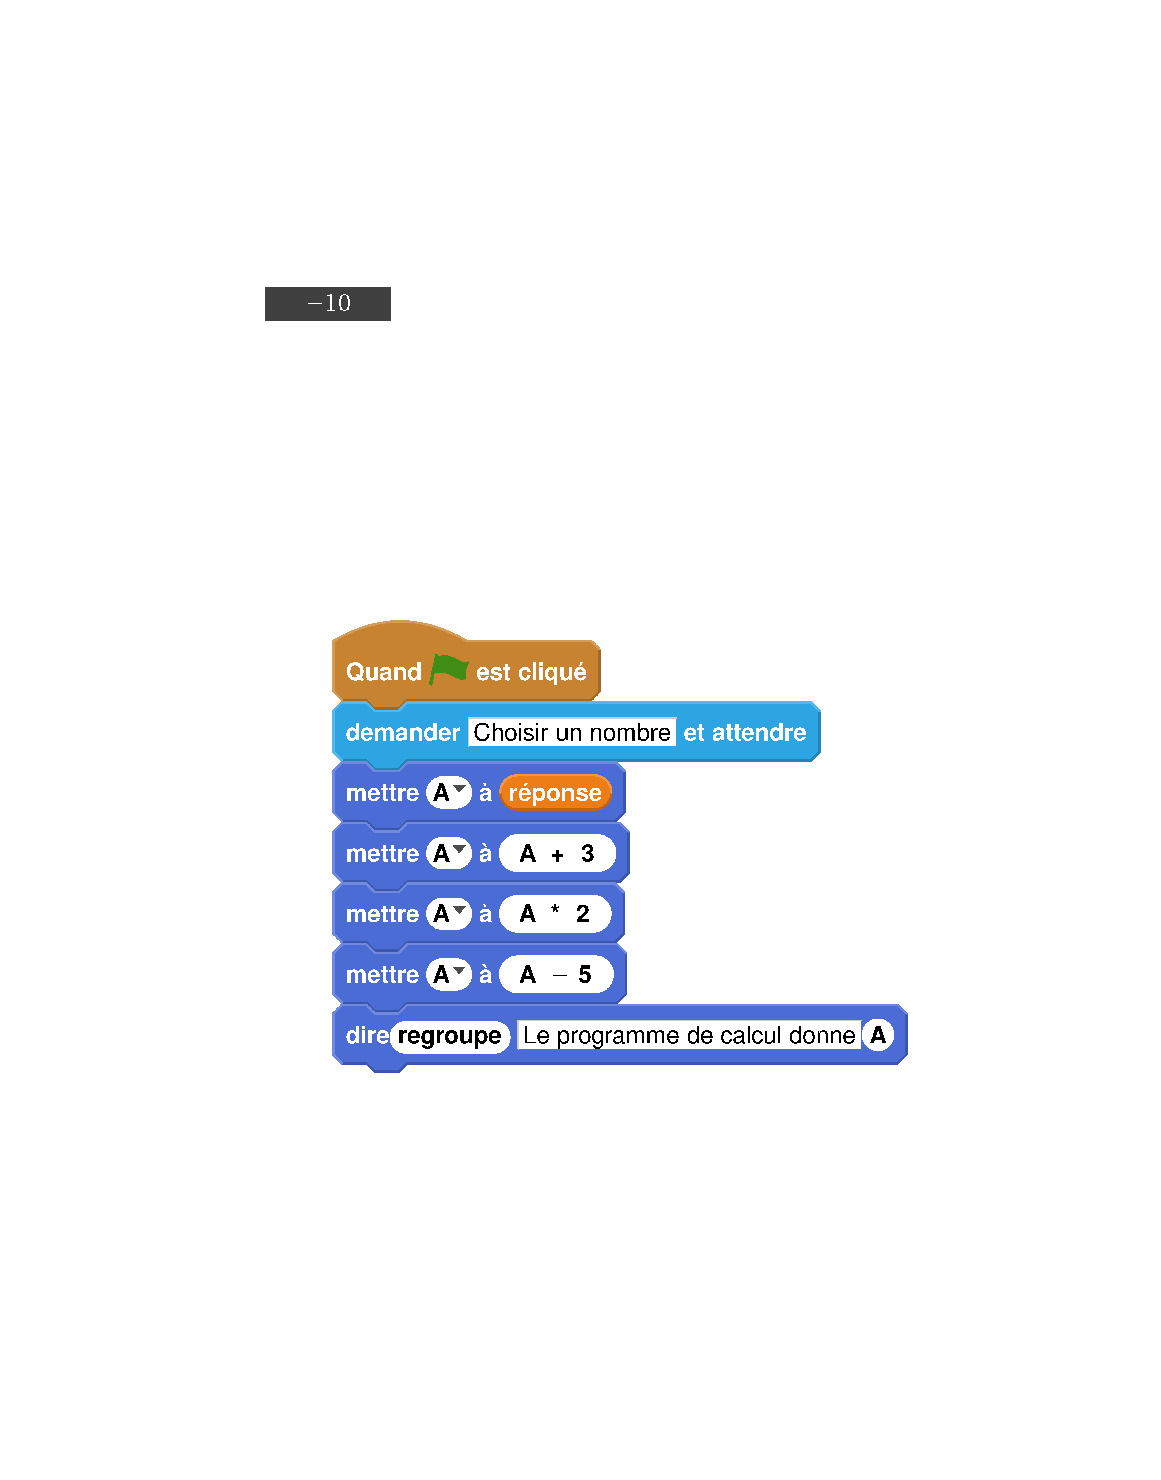 −10
Quand est cliqué
demander Choisir un nombre et attendre
mettre A à réponse
mettre A à A + 3
mettre A à A * 2
mettre A à A − 5
dire regroupe Le programme de calcul donne A